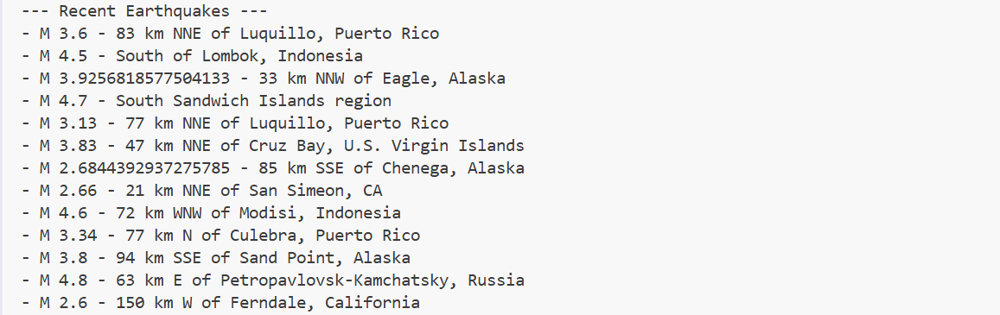 --- Recent Earthquakes ---
- M 3.6 - 83 km NNE of Luquillo, Puerto Rico
- M 4.5 - South of Lombok, Indonesia
- M 3.9256818577504133 - 33 km NNW of Eagle, Alaska
- M 4.7 - South Sandwich Islands region
- M 3.13 - 77 km NNE of Luquillo, Puerto Rico
- M 3.83 - 47 km NNE of Cruz Bay, U.S. Virgin Islands
- M 2.6844392937275785 - 85 km SSE of Chenega, Alaska
- M 2.66 - 21 km NNE of San Simeon, CA
- M 4.6 - 72 km WNW of Modisi, Indonesia
- M 3.34 - 77 km N of Culebra, Puerto Rico
- M 3.8 - 94 km SSE of Sand Point, Alaska
- M 4.8 - 63 km E of Petropavlovsk-Kamchatsky, Russia
- M 2.6 - 150 km W of Ferndale, California